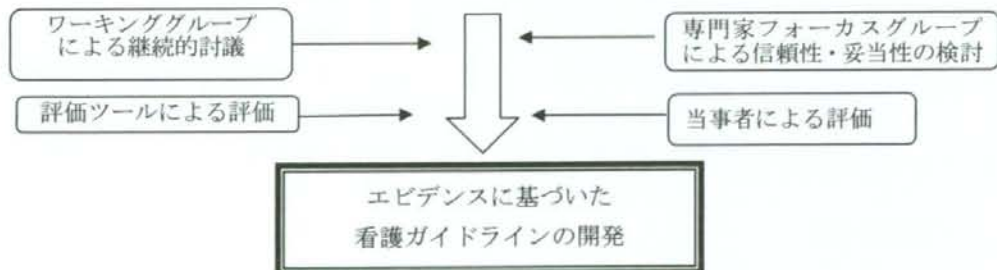 ワーキンググループ
による継続的討議
専門家フォーカスグループ
による信頼性・妥当性の検討
評価ツールによる評価
当事者による評価
エビデンスに基づいた
看護ガイドラインの開発